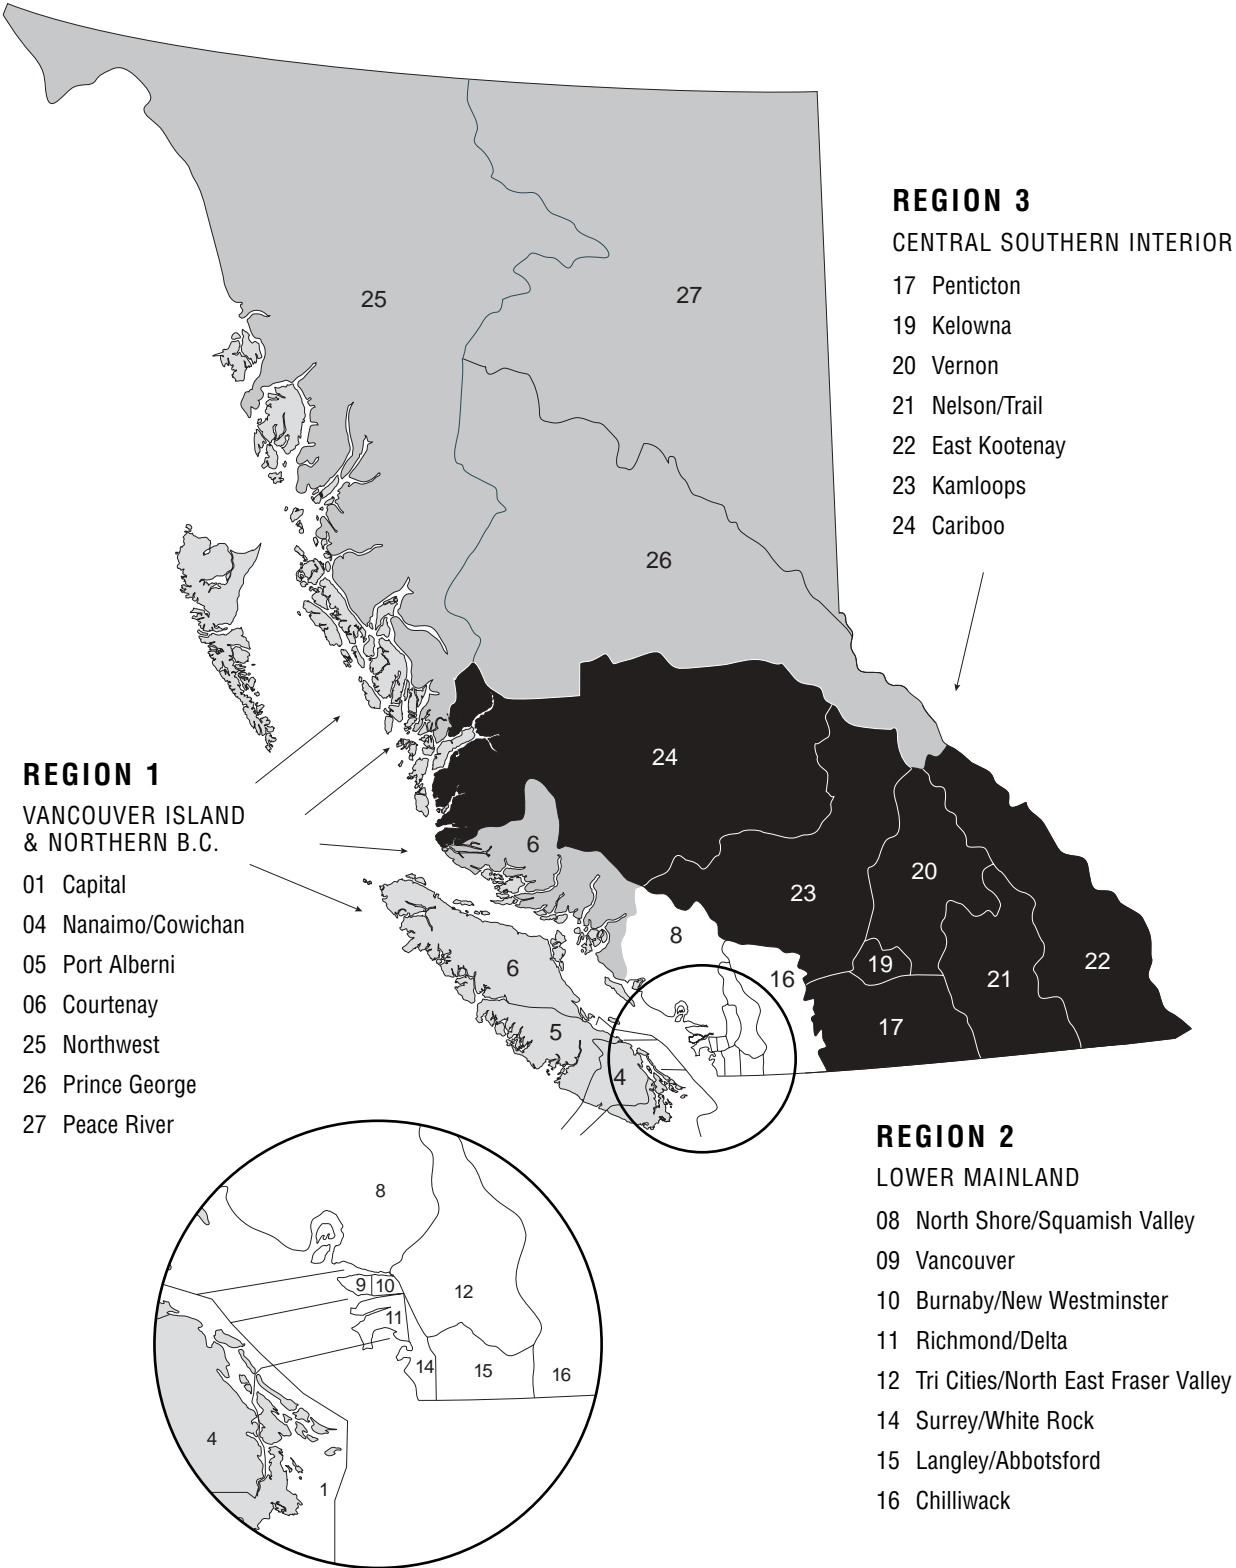 REGION 3
CENTRAL SOUTHERN INTERIOR
17 Penticton
19 Kelowna
20 Vernon
21 Nelson/Trail
22 East Kootenay
23 Kamloops
24 Cariboo
25
27
26
24
6
20
23
8
6
19
16
21
22
5
17
4
REGION 1
VANCOUVER ISLAND
& NORTHERN B.C.
01 Capital
04 Nanaimo/Cowichan
05 Port Alberni
06 Courtenay
25 Northwest
26 Prince George
27 Peace River
REGION 2
LOWER MAINLAND
08 North Shore/Squamish Valley
09 Vancouver
10 Burnaby/New Westminster
11 Richmond/Delta
12 Tri Cities/North East Fraser Valley
14 Surrey/White Rock
15 Langley/Abbotsford
16 Chilliwack
8
9
10
12
11
14
15
16
4
1